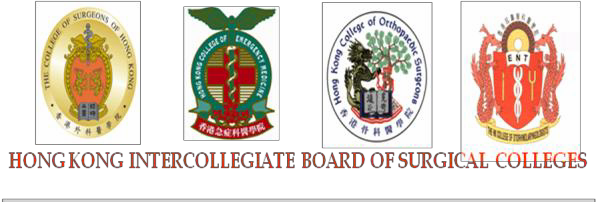 THE COLLEGE OF SURGEONS OF HONG KONG
香港外科醫學院
HONG KONG COLLEGE OF EMERGENCY MEDICINE
香港急症科醫學院
Hong Kong College of Orthopaedic Surgeons
香港骨科醫學院
ENT
HONG KONG INTERCOLLEGIATE BOARD OF SURGICAL COLLEGES